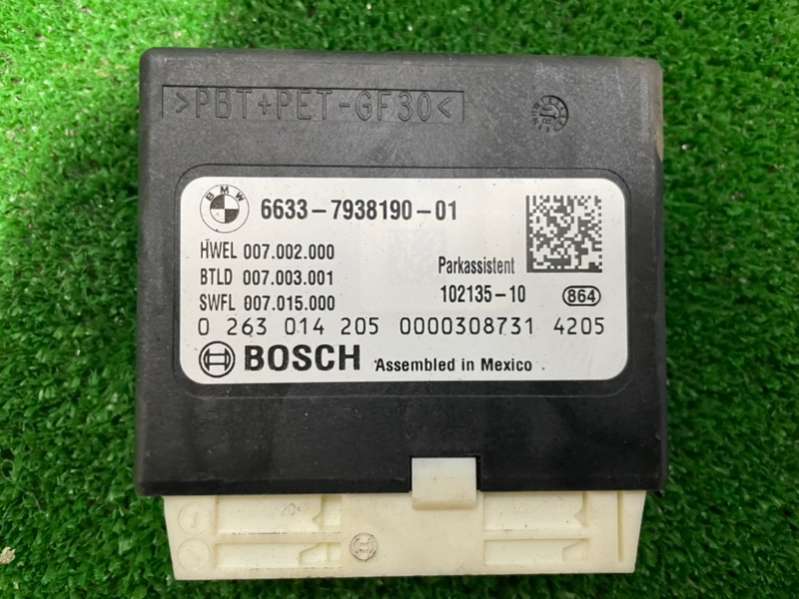 >PBT+PET-GF30<
BMW
6633-7938190-01
HWEL 007.002.000
BTLD 007.003.001
Parkassistent
SWFL 007.015.000
102135-10
864
0 263 014 205 0000308731 4205
BOSCH Assembled in Mexico